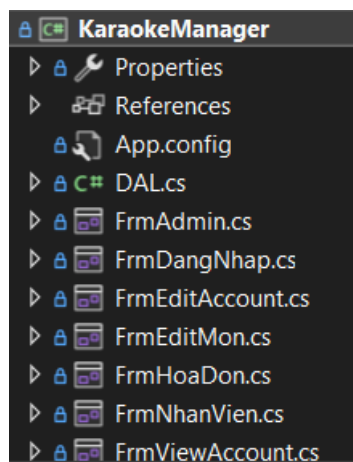 C# KaraokeManager
Properties
References
App.config
C# DAL.cs
FrmAdmin.cs
FrmDangNhap.cs
FrmEditAccount.cs
FrmEditMon.cs
FrmHoaDon.cs
FrmNhanVien.cs
FrmViewAccount.cs